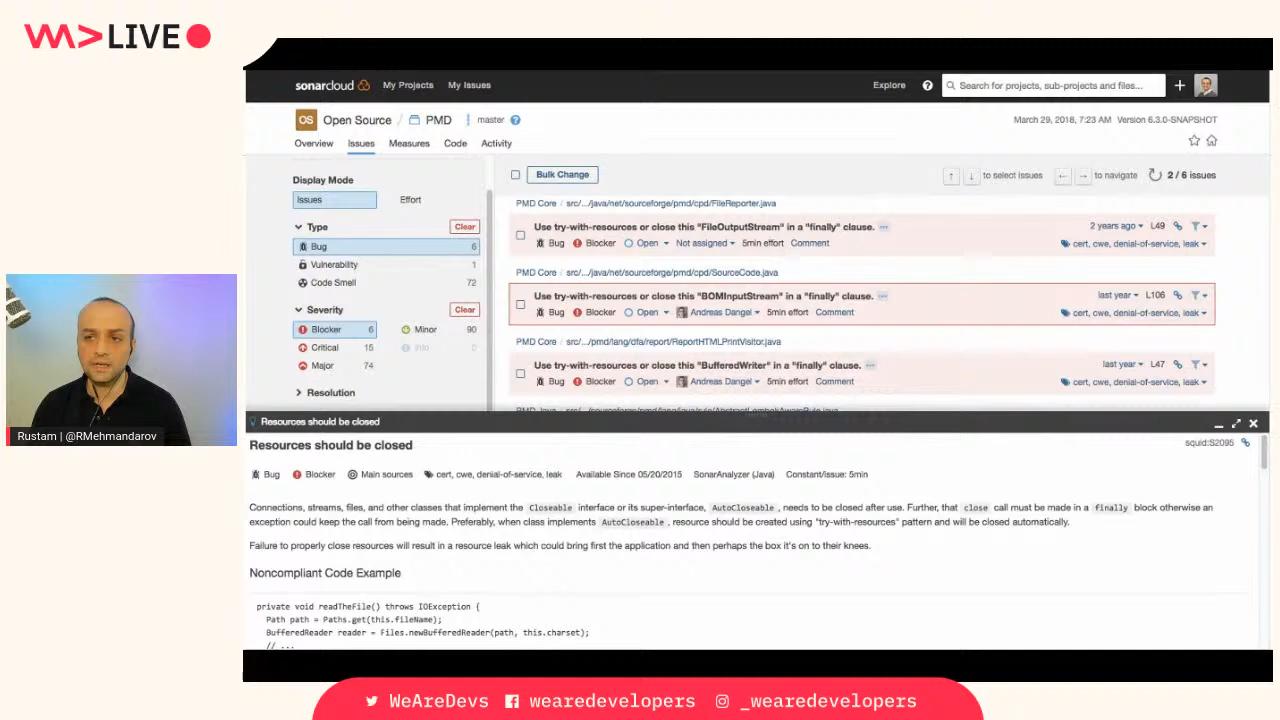 WA>LIVE
sonarcloud My Projects My Issues Explore ? Search for projects, sub-projects and files... +
OS Open Source / PMD master ? March 29, 2018, 7:23 AM Version 6.3.0-SNAPSHOT
Overview Issues Measures Code Activity
Display Mode
Issues Effort
Type Clear
Bug 6
Vulnerability 1
Code Smell 72
Severity Clear
Blocker 6 Minor 90
Critical 15 Info 0
Major 74
Resolution
Bulk Change ↑ ↓ to select issues ← → to navigate 2 / 6 issues
PMD Core / src/.../java/net/sourceforge/pmd/cpd/FileReporter.java
Use try-with-resources or close this "FileOutputStream" in a "finally" clause. ... 2 years ago L49
Bug Blocker Open Not assigned 5min effort Comment cert, cwe, denial-of-service, leak
PMD Core / src/.../java/net/sourceforge/pmd/cpd/SourceCode.java
Use try-with-resources or close this "BOMInputStream" in a "finally" clause. ... last year L106
Bug Blocker Open Andreas Dangel 5min effort Comment cert, cwe, denial-of-service, leak
PMD Core / src/.../pmd/lang/dfa/report/ReportHTMLPrintVisitor.java
Use try-with-resources or close this "BufferedWriter" in a "finally" clause. ... last year L47
Bug Blocker Open Andreas Dangel 5min effort Comment cert, cwe, denial-of-service, leak
Resources should be closed
Resources should be closed squid:S2095
Bug Blocker Main sources cert, cwe, denial-of-service, leak Available Since 05/20/2015 SonarAnalyzer (Java) Constant/issue: 5min
Connections, streams, files, and other classes that implement the Closeable interface or its super-interface, AutoCloseable, needs to be closed after use. Further, that close call must be made in a finally block otherwise an
exception could keep the call from being made. Preferably, when class implements AutoCloseable, resource should be created using "try-with-resources" pattern and will be closed automatically.
Failure to properly close resources will result in a resource leak which could bring first the application and then perhaps the box it's on to their knees.
Noncompliant Code Example
private void readTheFile() throws IOException {
Path path = Paths.get(this.fileName);
BufferedReader reader = Files.newBufferedReader(path, this.charset);
// ...
Rustam | @RMehmandarov
WeAreDevs wearedevelopers _wearedevelopers